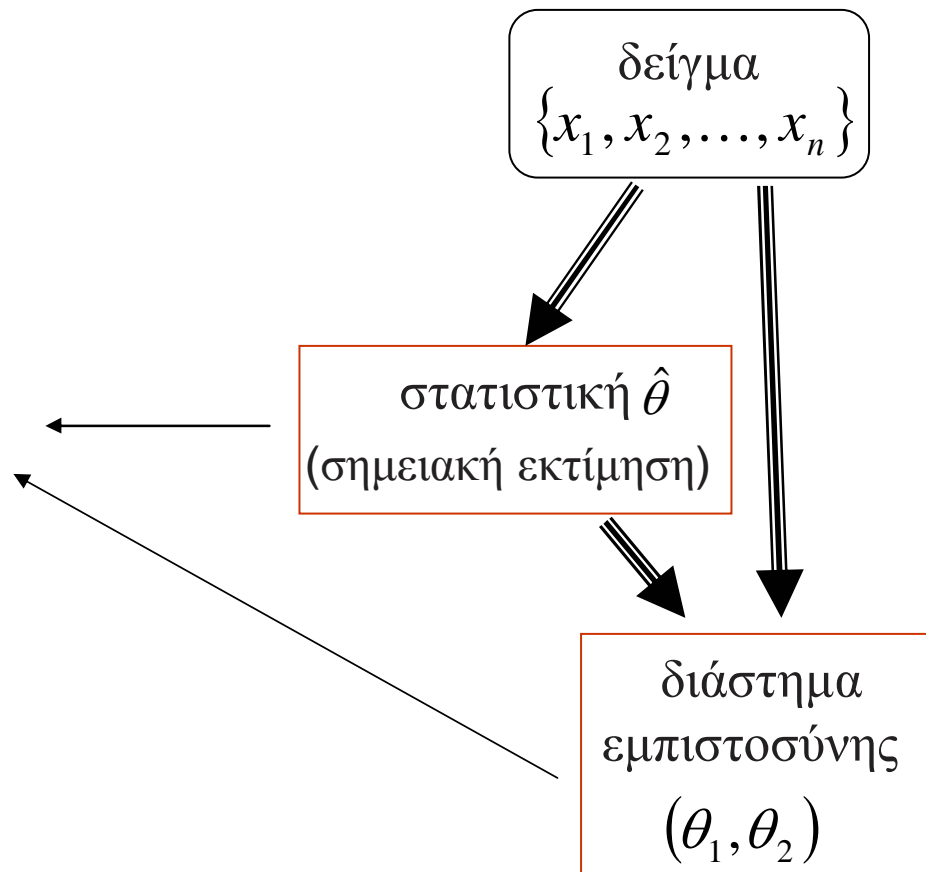 δείγμα
{x₁, x₂,..., xₙ}
στατιστική θ̂
(σημειακή εκτίμηση)
διάστημα
εμπιστοσύνης
(θ₁, θ₂)